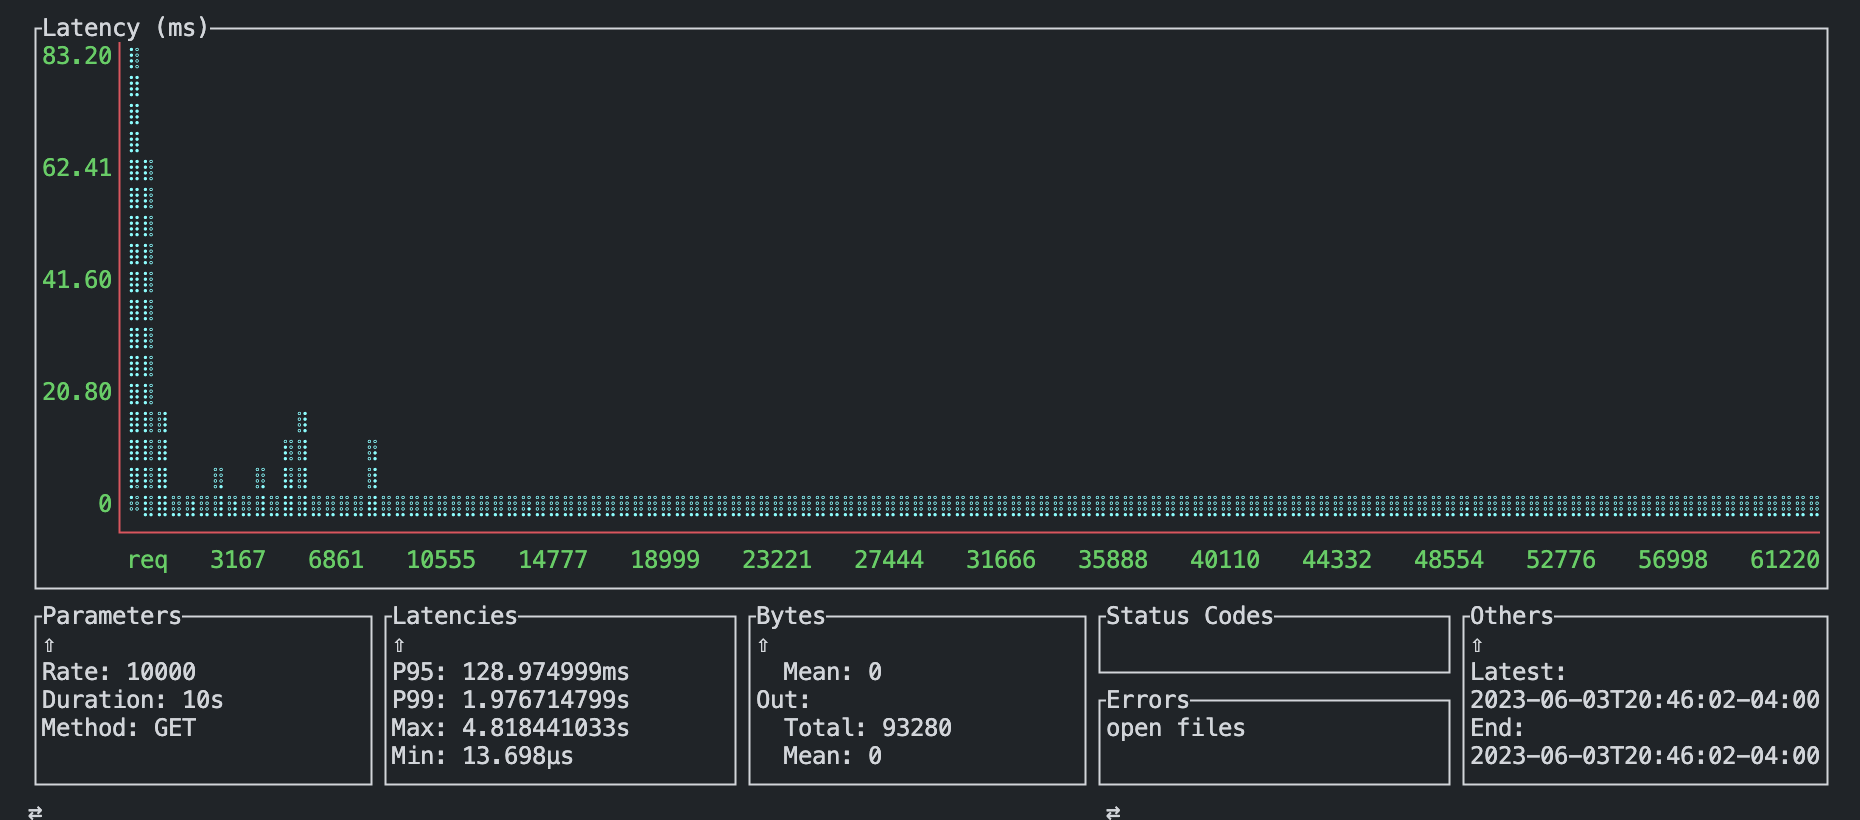 Latency (ms)
83.20
62.41
41.60
20.80
0
req 3167 6861 10555 14777 18999 23221 27444 31666 35888 40110 44332 48554 52776 56998 61220
Parameters
⇧
Rate: 10000
Duration: 10s
Method: GET
Latencies
⇧
P95: 128.974999ms
P99: 1.976714799s
Max: 4.818441033s
Min: 13.698µs
Bytes
⇧
Mean: 0
Out:
Total: 93280
Mean: 0
Status Codes
Errors
open files
Others
⇧
Latest:
2023-06-03T20:46:02-04:00
End:
2023-06-03T20:46:02-04:00
⇄ ⇄